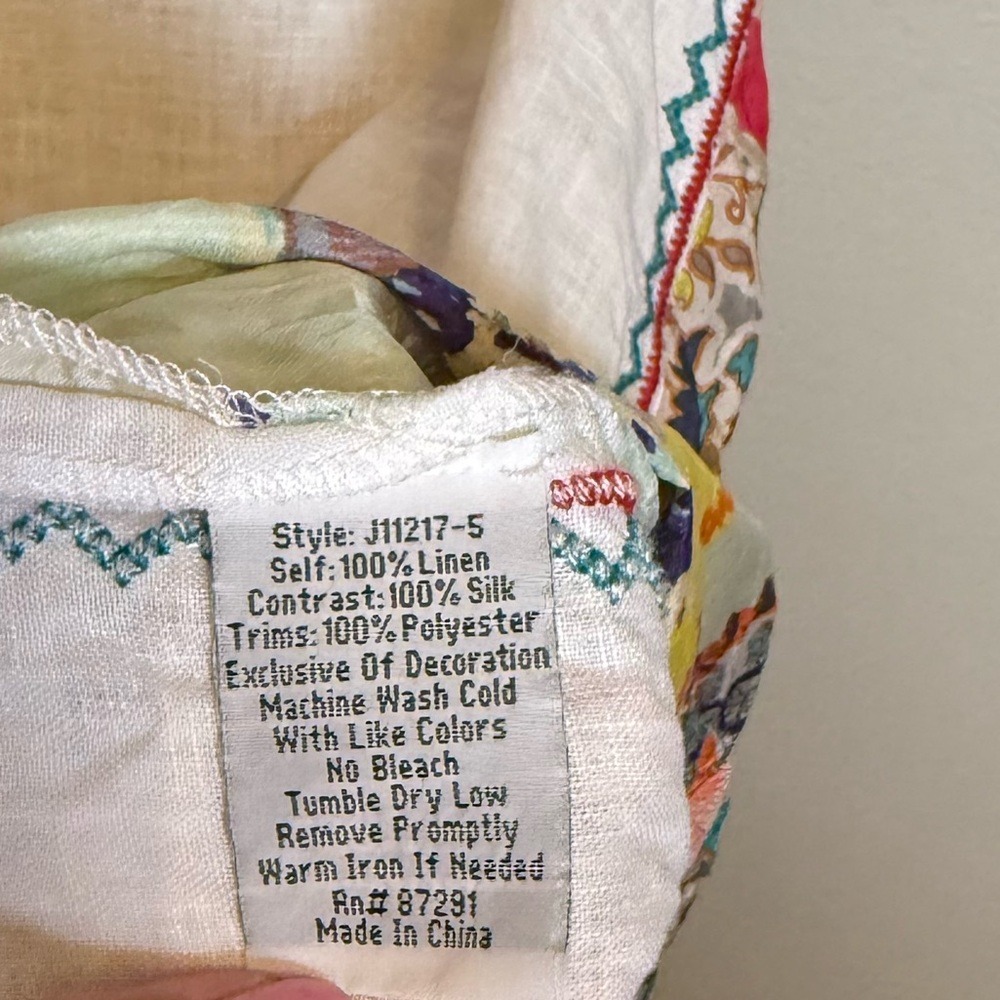 Style: J11217-5
Self: 100% Linen
Contrast: 100% Silk
Trims: 100% Polyester
Exclusive Of Decoration
Machine Wash Cold
With Like Colors
No Bleach
Tumble Dry Low
Remove Promptly
Warm Iron If Needed
Rn# 87291
Made In China